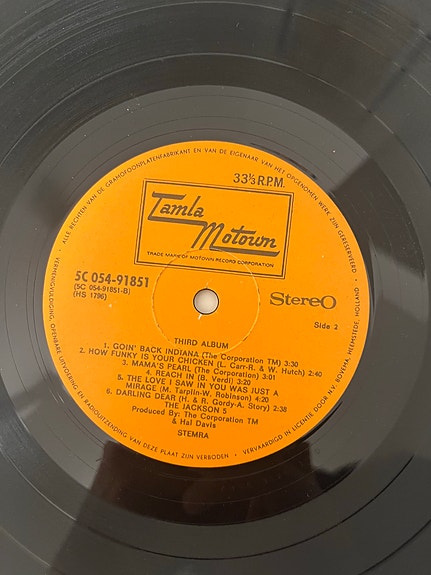 ALLE RECHTEN VAN DE GRAMOFOONPLATENFABRIKANT EN VAN DE EIGENAAR VAN HET OPGENOMEN WERK ZIJN GERESERVEERD
33⅓ R.P.M.
Tamla
Motown
TRADE MARK OF MOTOWN RECORD CORPORATION
5C 054-91851
(5C 054-91851-B)
(HS 1796)
Stereo
Side 2
THIRD ALBUM
1. GOIN' BACK INDIANA (The Corporation TM) 3:30
2. HOW FUNKY IS YOUR CHICKEN (L. Carr-R. & W. Hutch) 2:40
3. MAMA'S PEARL (The Corporation) 3:01
4. REACH IN (B. Verdi) 3:20
5. THE LOVE I SAW IN YOU WAS JUST A
MIRAGE (M. Tarplin-W. Robinson) 4:20
6. DARLING DEAR (H. & R. Gordy-A. Story) 2:38
THE JACKSON 5
Produced By: The Corporation TM
& Hal Davis
STEMRA
VERMENIGVULDIGING, OPENBARE UITVOERING EN RADIOUITZENDING VAN DEZE PLAAT ZIJN VERBODEN
VERVAARDIGD IN LICENTIE DOOR N.V. BOVEMA, HEEMSTEDE, HOLLAND